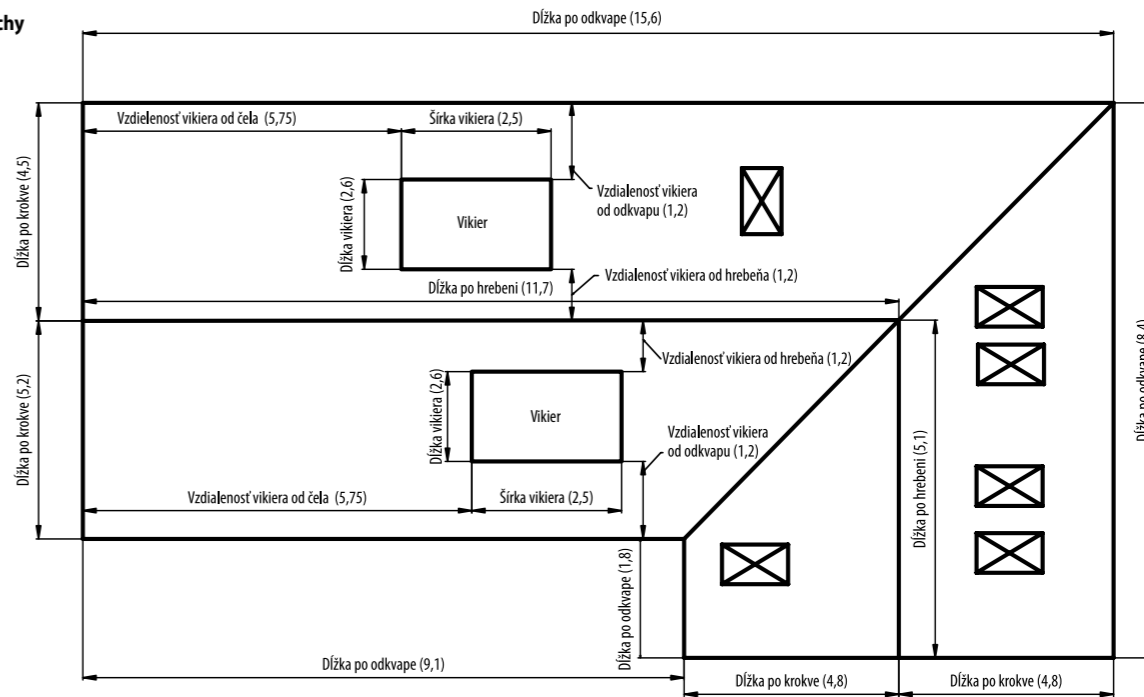 chy
Dĺžka po odkvape (15,6)
Vzdielenosť vikiera od čela (5,75)
Šírka vikiera (2,5)
Dĺžka po krokve (4,5)
Dĺžka vikiera (2,6)
Vikier
Vzdialenosť vikiera
od odkvapu (1,2)
Vzdialenosť vikiera od hrebeňa (1,2)
Dĺžka po hrebeni (11,7)
Dĺžka po krokve (5,2)
Vzdialenosť vikiera od hrebeňa (1,2)
Dĺžka vikiera (2,6)
Vikier
Vzdialenosť vikiera
od odkvapu (1,2)
Vzdialenosť vikiera od čela (5,75)
Šírka vikiera (2,5)
Dĺžka po hrebeni (5,1)
Dĺžka po odkvape (8,4)
Dĺžka po odkvape (1,8)
Dĺžka po odkvape (9,1)
Dĺžka po krokve (4,8)
Dĺžka po krokve (4,8)